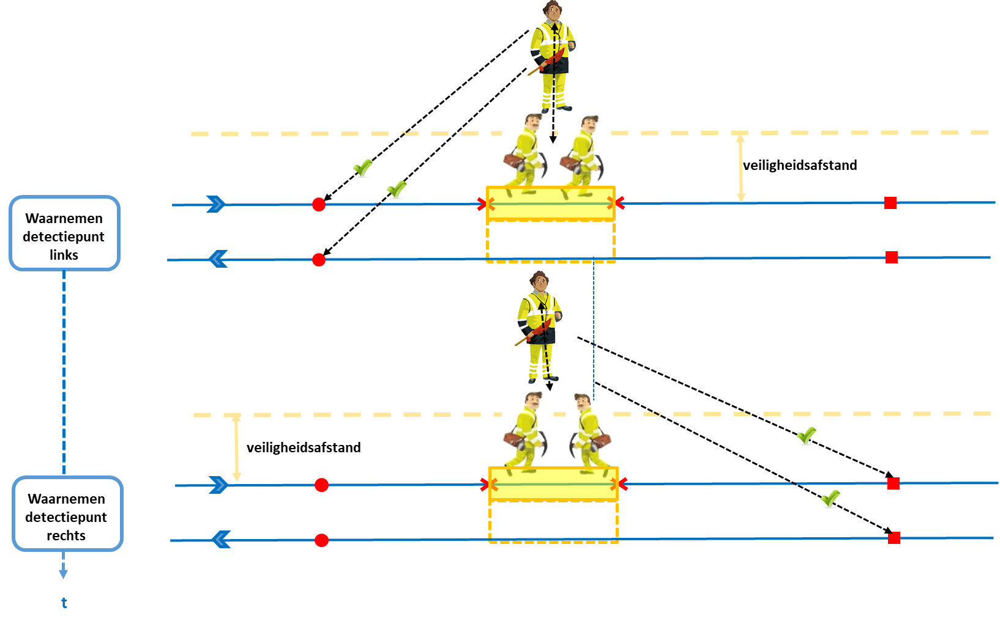 veiligheidsafstand
Waarnemen
detectiepunt
links
veiligheidsafstand
Waarnemen
detectiepunt
rechts
t